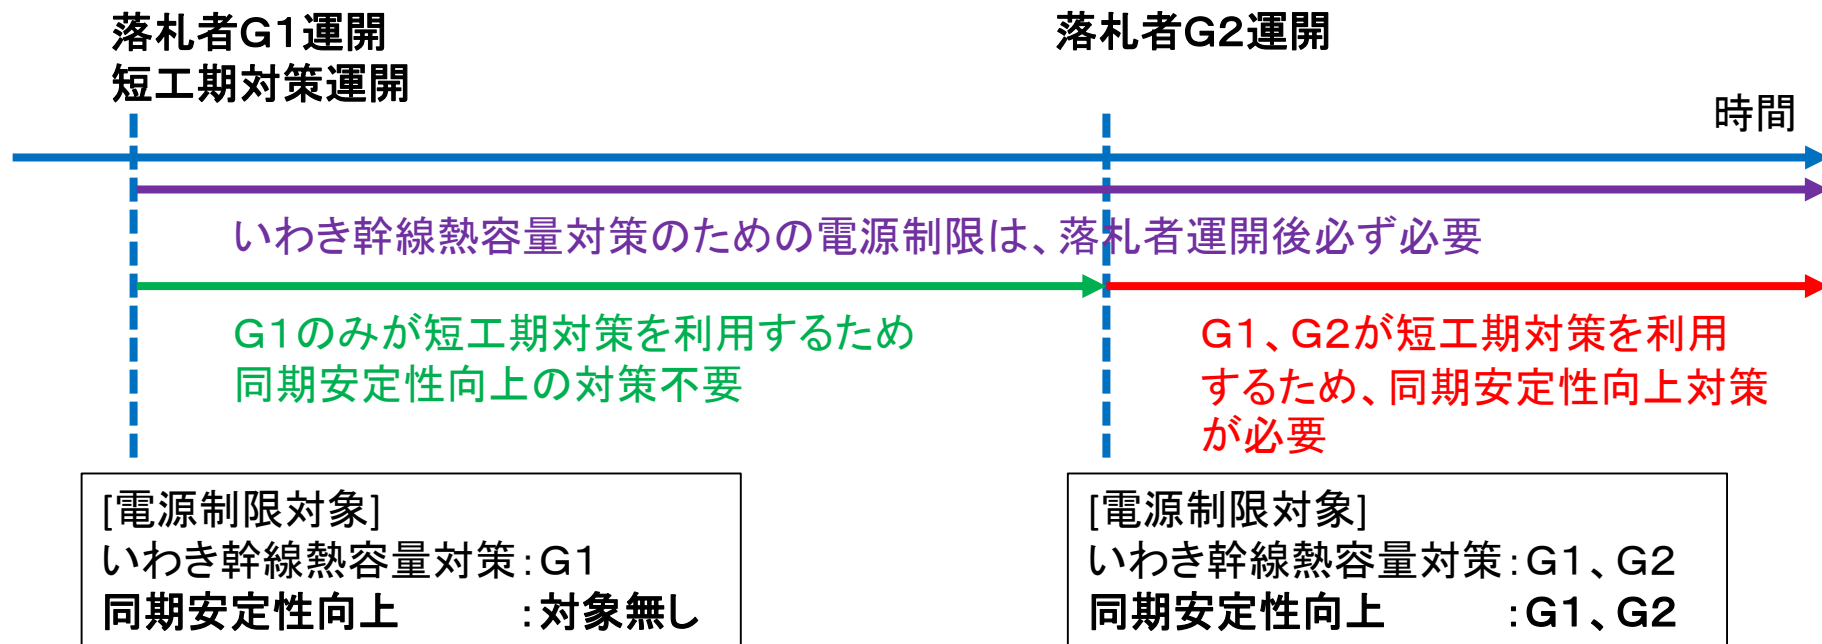 落札者G1運開
短工期対策運開
落札者G2運開
時間
いわき幹線熱容量対策のための電源制限は、落札者運開後必ず必要
G1のみが短工期対策を利用するため
同期安定性向上の対策不要
G1、G2が短工期対策を利用
するため、同期安定性向上対策
が必要
[電源制限対象]
いわき幹線熱容量対策:G1
同期安定性向上 :対象無し
[電源制限対象]
いわき幹線熱容量対策:G1、G2
同期安定性向上 :G1、G2